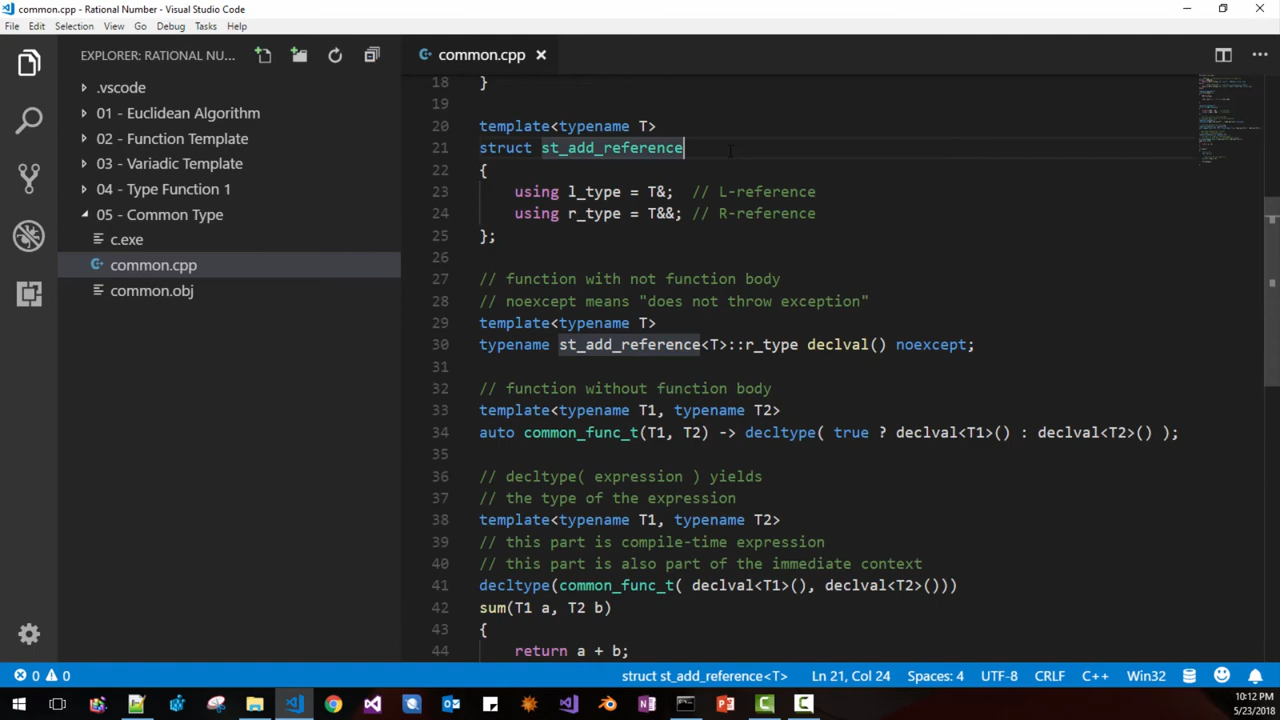 common.cpp - Rational Number - Visual Studio Code
File Edit Selection View Go Debug Tasks Help
EXPLORER: RATIONAL NU...
common.cpp
.vscode
01 - Euclidean Algorithm
02 - Function Template
03 - Variadic Template
04 - Type Function 1
05 - Common Type
c.exe
common.cpp
common.obj
18 }
19
20 template<typename T>
21 struct st_add_reference
22 {
23 using l_type = T&; // L-reference
24 using r_type = T&&; // R-reference
25 };
26
27 // function with not function body
28 // noexcept means "does not throw exception"
29 template<typename T>
30 typename st_add_reference<T>::r_type declval() noexcept;
31
32 // function without function body
33 template<typename T1, typename T2>
34 auto common_func_t(T1, T2) -> decltype( true ? declval<T1>() : declval<T2>() );
35
36 // decltype( expression ) yields
37 // the type of the expression
38 template<typename T1, typename T2>
39 // this part is compile-time expression
40 // this part is also part of the immediate context
41 decltype(common_func_t( declval<T1>(), declval<T2>()))
42 sum(T1 a, T2 b)
43 {
44 return a + b;
0 0 struct st_add_reference<T> Ln 21, Col 24 Spaces: 4 UTF-8 CRLF C++ Win32
10:12 PM
5/23/2018